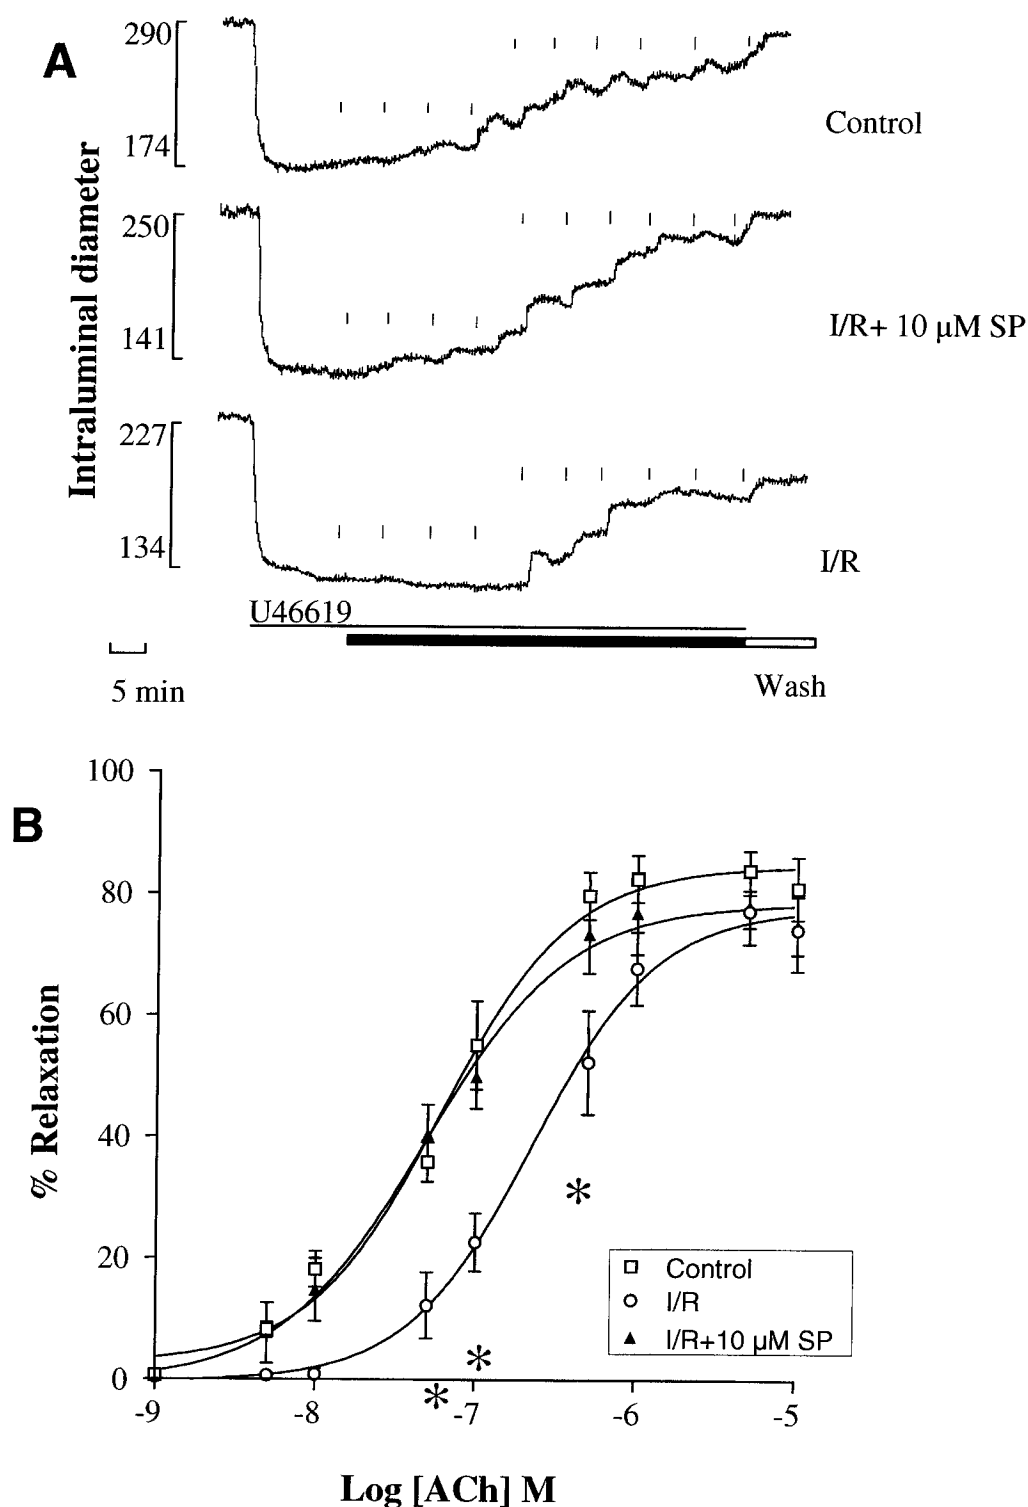 A
290
174
Control
Intraluminal diameter
250
141
I/R+ 10 µM SP
227
134
I/R
U46619
5 min
Wash
B
100
80
60
40
20
0
% Relaxation
*
*
*
Control
I/R
I/R+10 µM SP
-9
-8
-7
-6
-5
Log [ACh] M